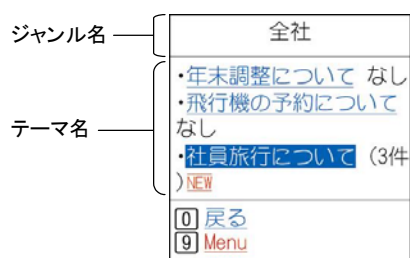 ジャンル名
全社
テーマ名
・年末調整について なし
・飛行機の予約について
なし
・社員旅行について (3件
)NEW
0 戻る
9 Menu